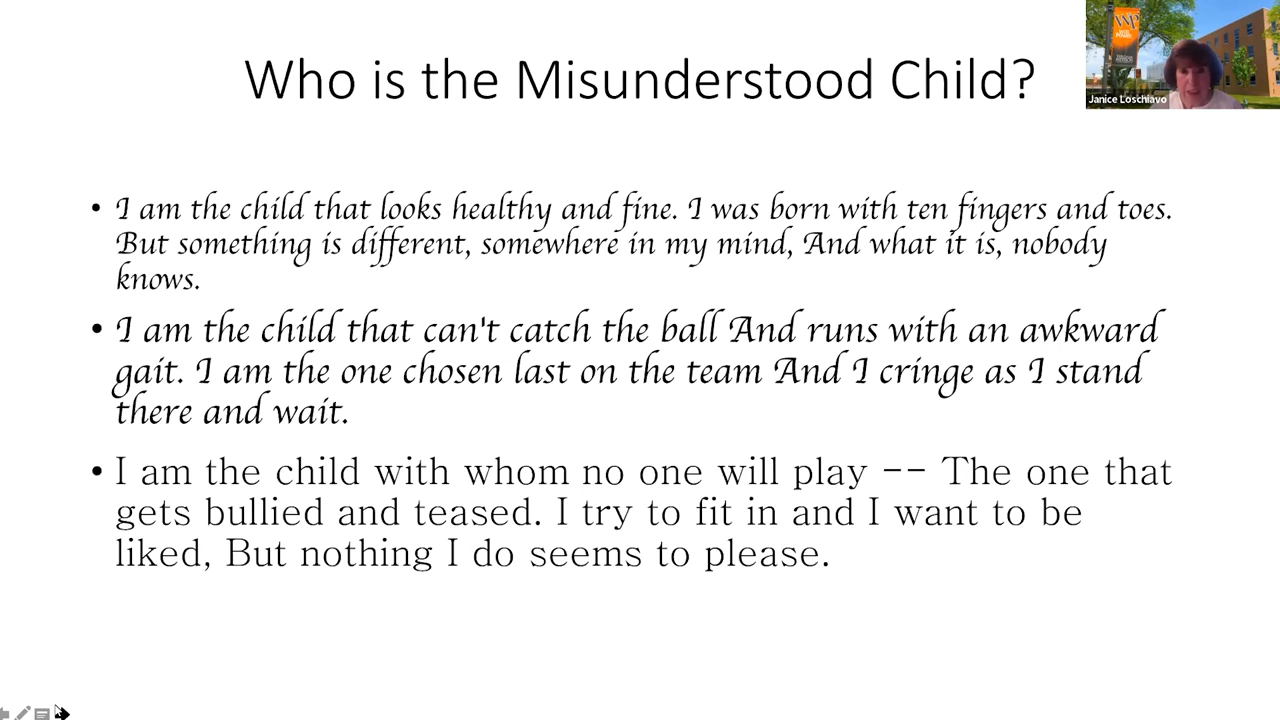 Who is the Misunderstood Child?
WP
Janice Loschiavo
• I am the child that looks healthy and fine. I was born with ten fingers and toes.
But something is different, somewhere in my mind, And what it is, nobody
knows.
• I am the child that can't catch the ball And runs with an awkward
gait. I am the one chosen last on the team And I cringe as I stand
there and wait.
• I am the child with whom no one will play -- The one that
gets bullied and teased. I try to fit in and I want to be
liked, But nothing I do seems to please.